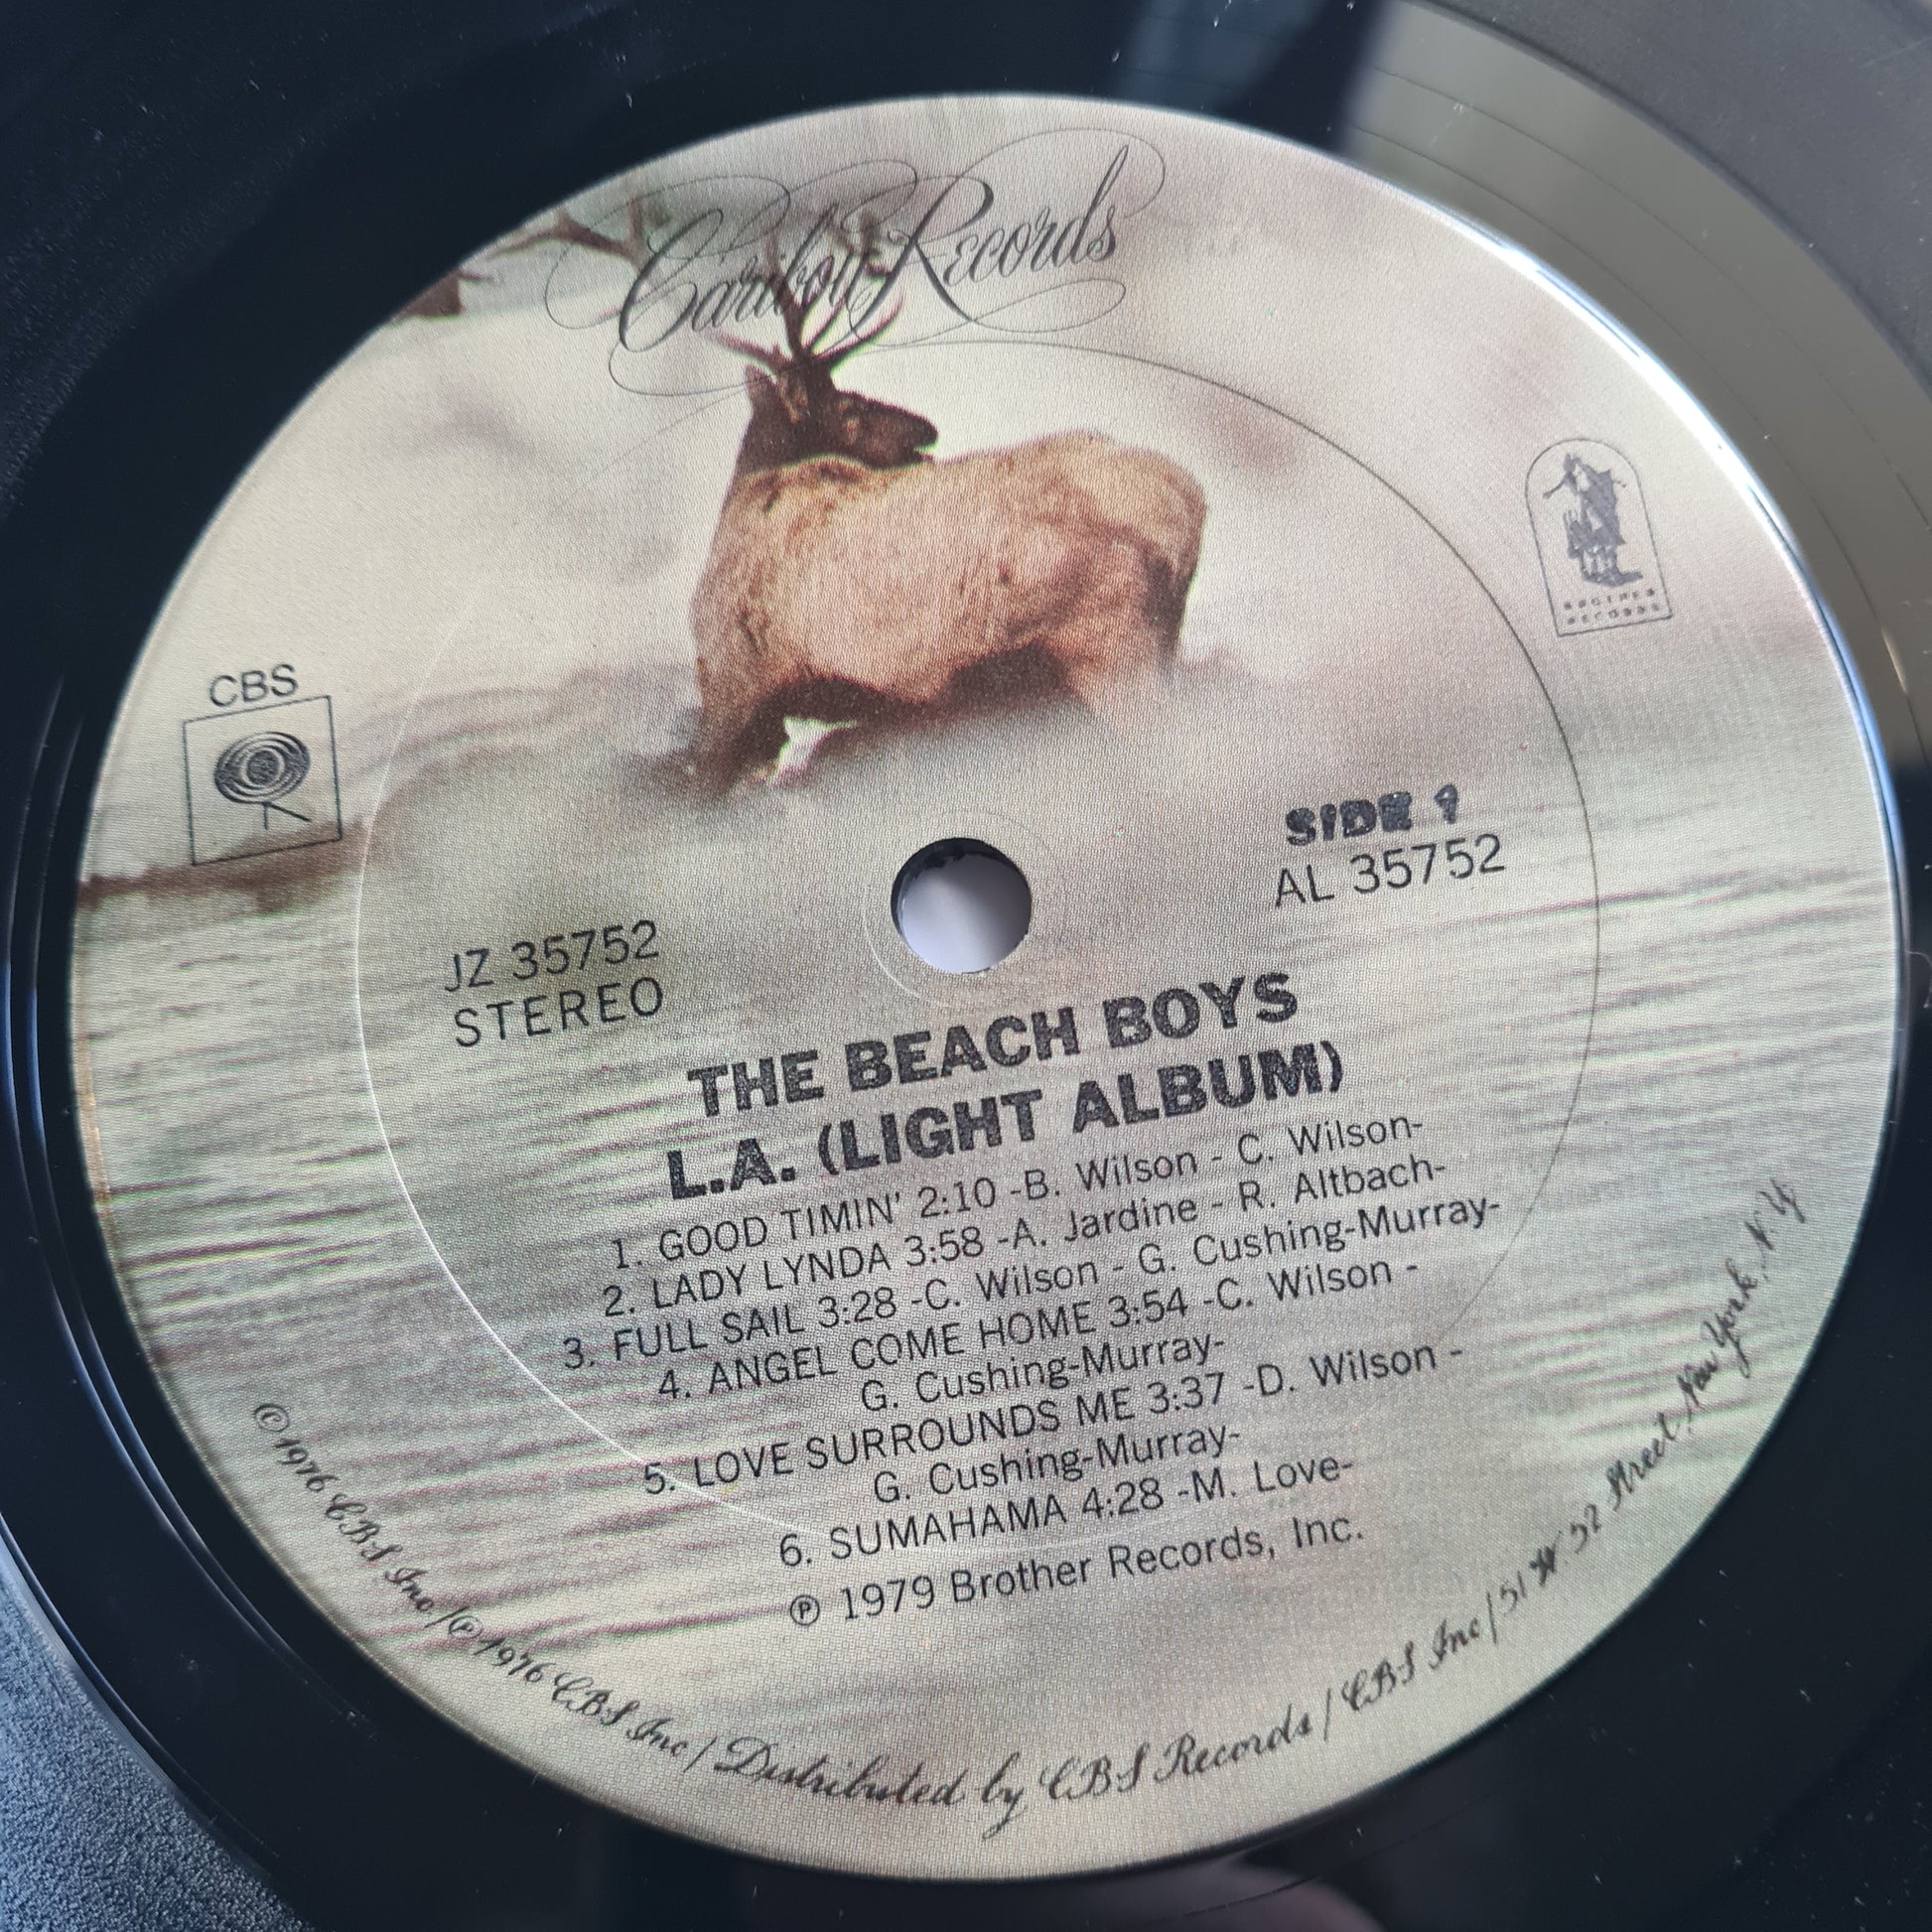 Caribou Records
CBS
BROTHER
RECORDS
SIDE 1
AL 35752
JZ 35752
STEREO
THE BEACH BOYS
L.A. (LIGHT ALBUM)
1. GOOD TIMIN' 2:10 -B. Wilson - C. Wilson-
2. LADY LYNDA 3:58 -A. Jardine - R. Altbach-
3. FULL SAIL 3:28 -C. Wilson - G. Cushing-Murray-
4. ANGEL COME HOME 3:54 -C. Wilson -
G. Cushing-Murray-
5. LOVE SURROUNDS ME 3:37 -D. Wilson -
G. Cushing-Murray-
6. SUMAHAMA 4:28 -M. Love-
℗ 1979 Brother Records, Inc.
© 1976 CBS Inc / ℗ 1976 CBS Inc / Distributed by CBS Records / CBS Inc / 51 W. 52 Street, New York, N Y